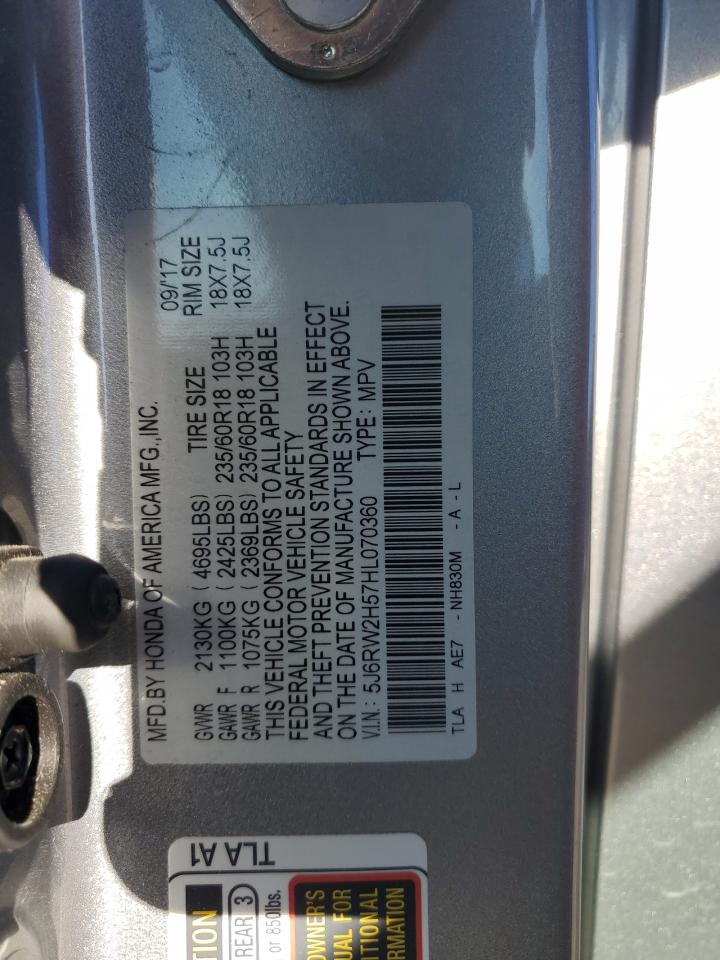 MFD.BY HONDA OF AMERICA MFG.,INC. 09/'17
TIRE SIZE RIM SIZE
GVWR 2130KG (4695LBS)
GAWR F 1100KG (2425LBS) 235/60R18 103H 18X7.5J
GAWR R 1075KG (2369LBS) 235/60R18 103H 18X7.5J
THIS VEHICLE CONFORMS TO ALL APPLICABLE
FEDERAL MOTOR VEHICLE SAFETY
AND THEFT PREVENTION STANDARDS IN EFFECT
ON THE DATE OF MANUFACTURE SHOWN ABOVE.
V.I.N.: 5J6RW2H57HL070360 TYPE: MPV
TLA H AE7 - NH830M - A - L
TLA A1
REAR 3
or 850lbs.